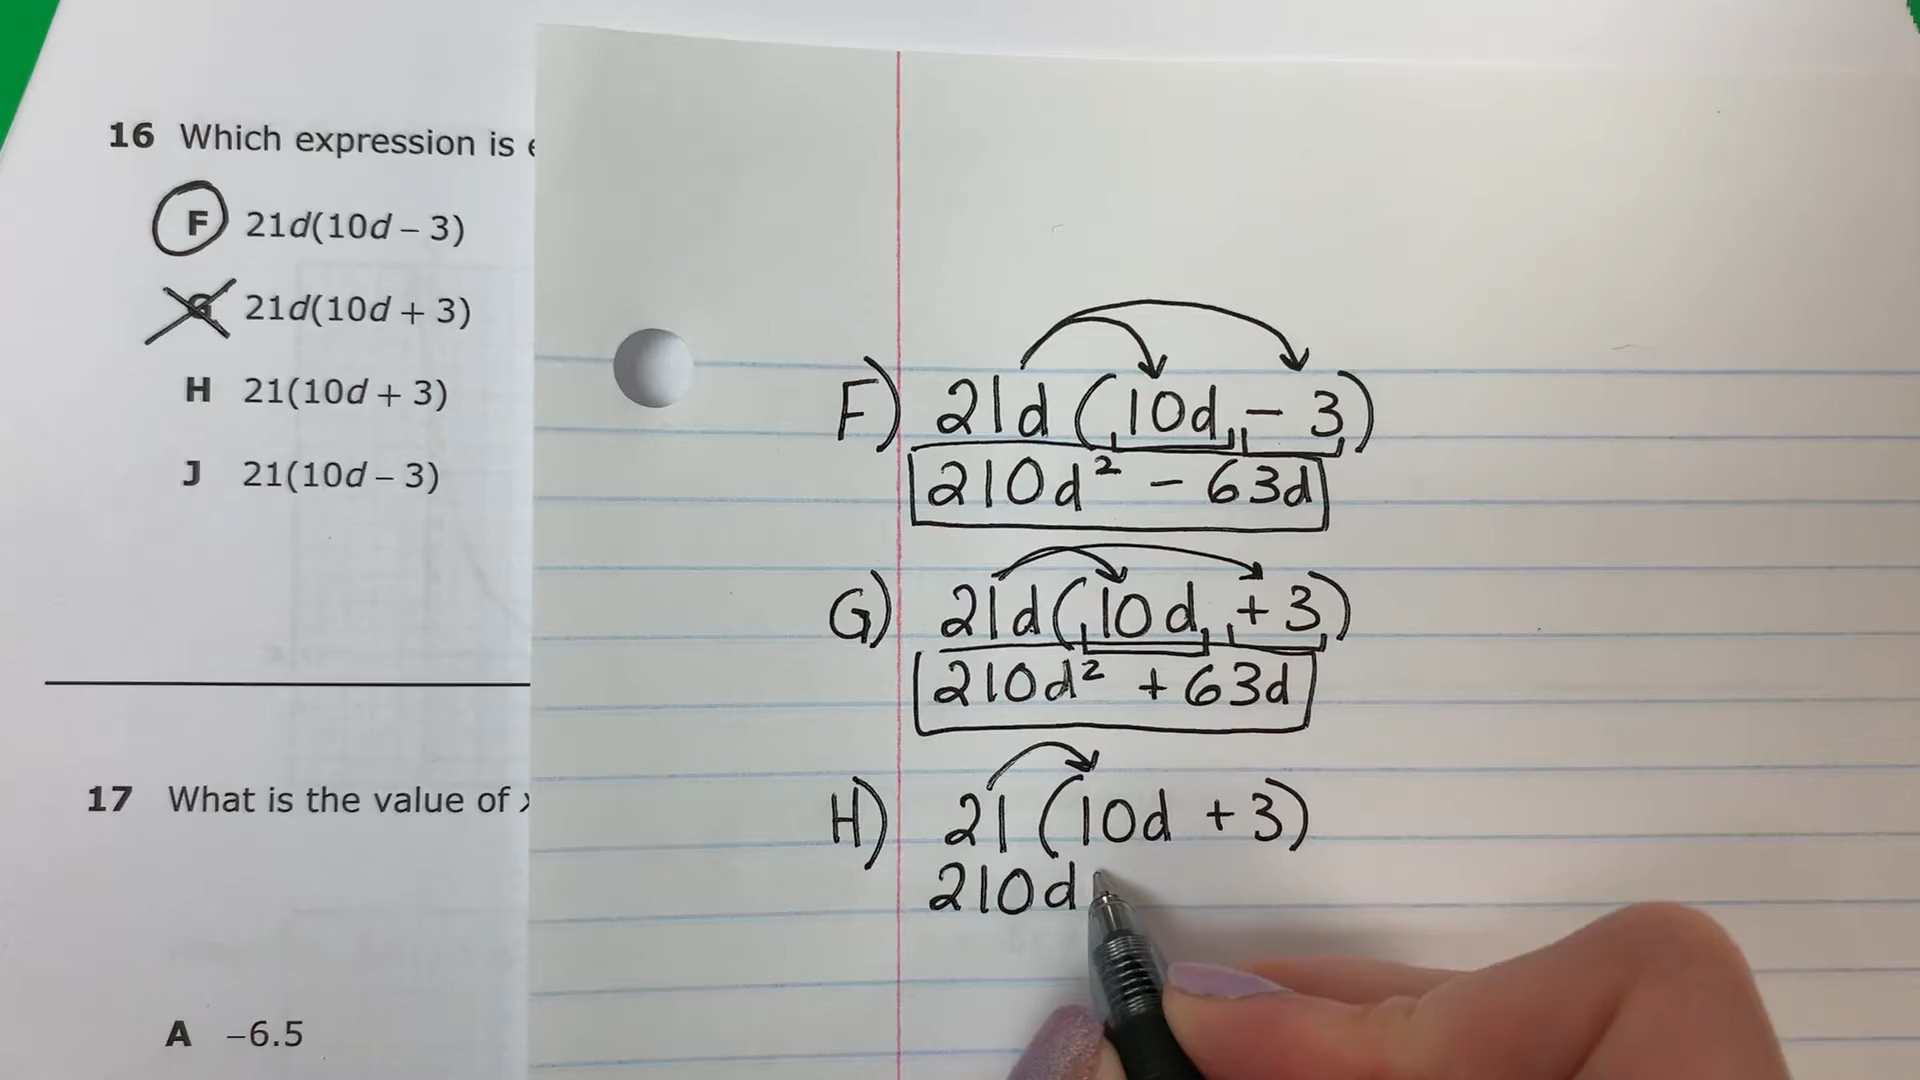 16 Which expression is
F 21d(10d – 3)
G 21d(10d + 3)
H 21(10d + 3)
J 21(10d – 3)
17 What is the value of x
A –6.5
F) 21d (10d - 3)
210d² - 63d
G) 21d(10d +3)
210d² + 63d
H) 21 (10d +3)
210d